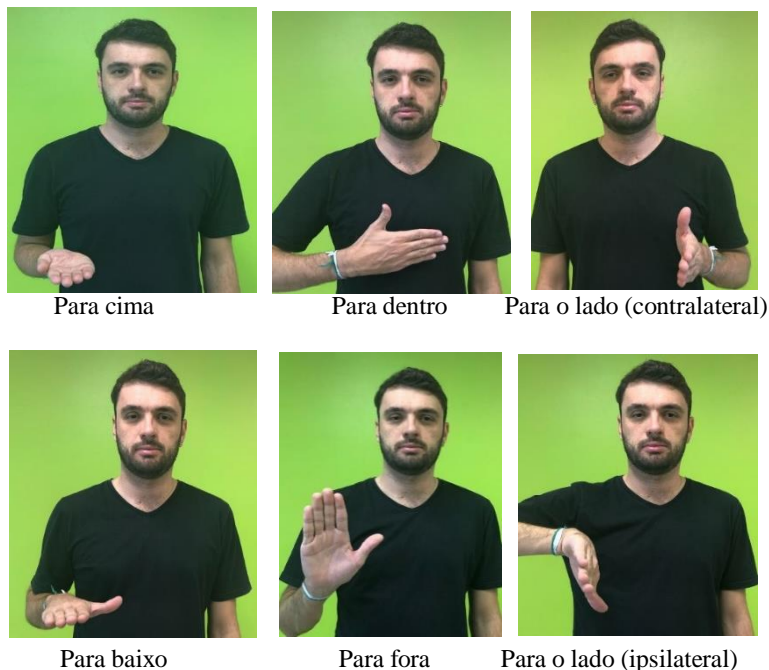 Para cima
Para dentro
Para o lado (contralateral)
Para baixo
Para fora
Para o lado (ipsilateral)